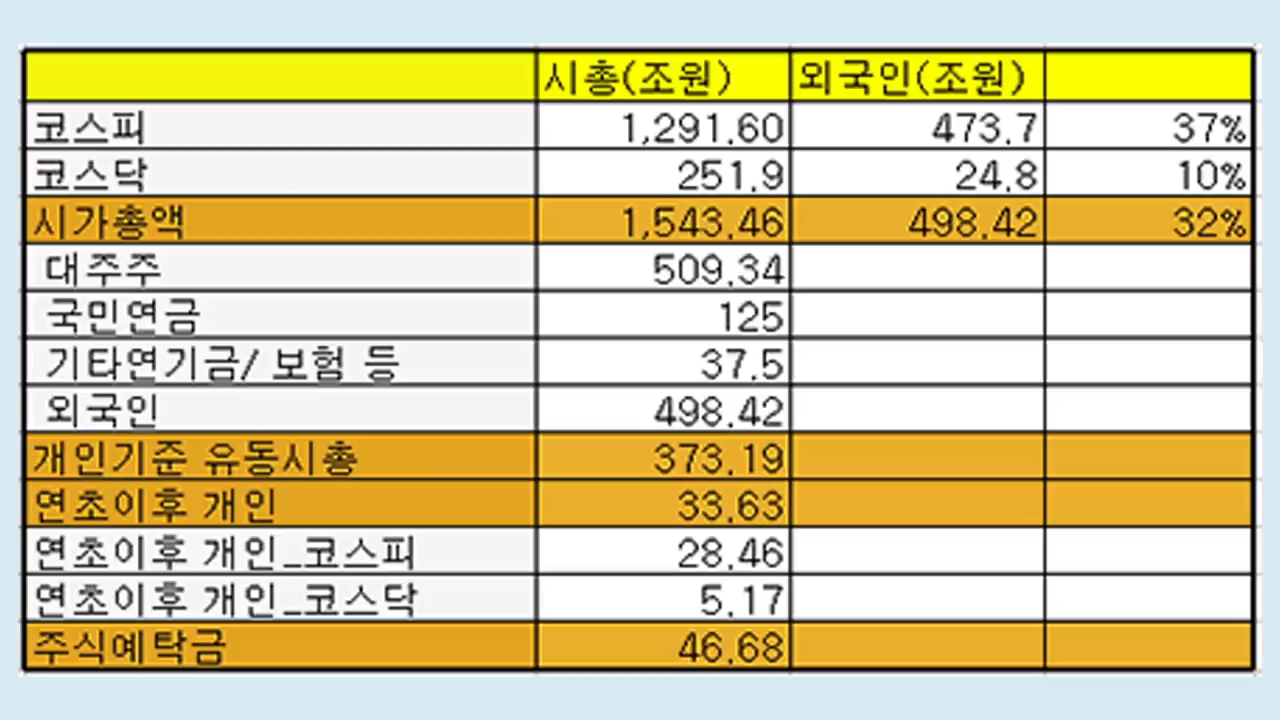 시총(조원) 외국인(조원)
코스피 1,291.60 473.7 37%
코스닥 251.9 24.8 10%
시가총액 1,543.46 498.42 32%
대주주 509.34
국민연금 125
기타연기금/ 보험 등 37.5
외국인 498.42
개인기준 유동시총 373.19
연초이후 개인 33.63
연초이후 개인_코스피 28.46
연초이후 개인_코스닥 5.17
주식예탁금 46.68